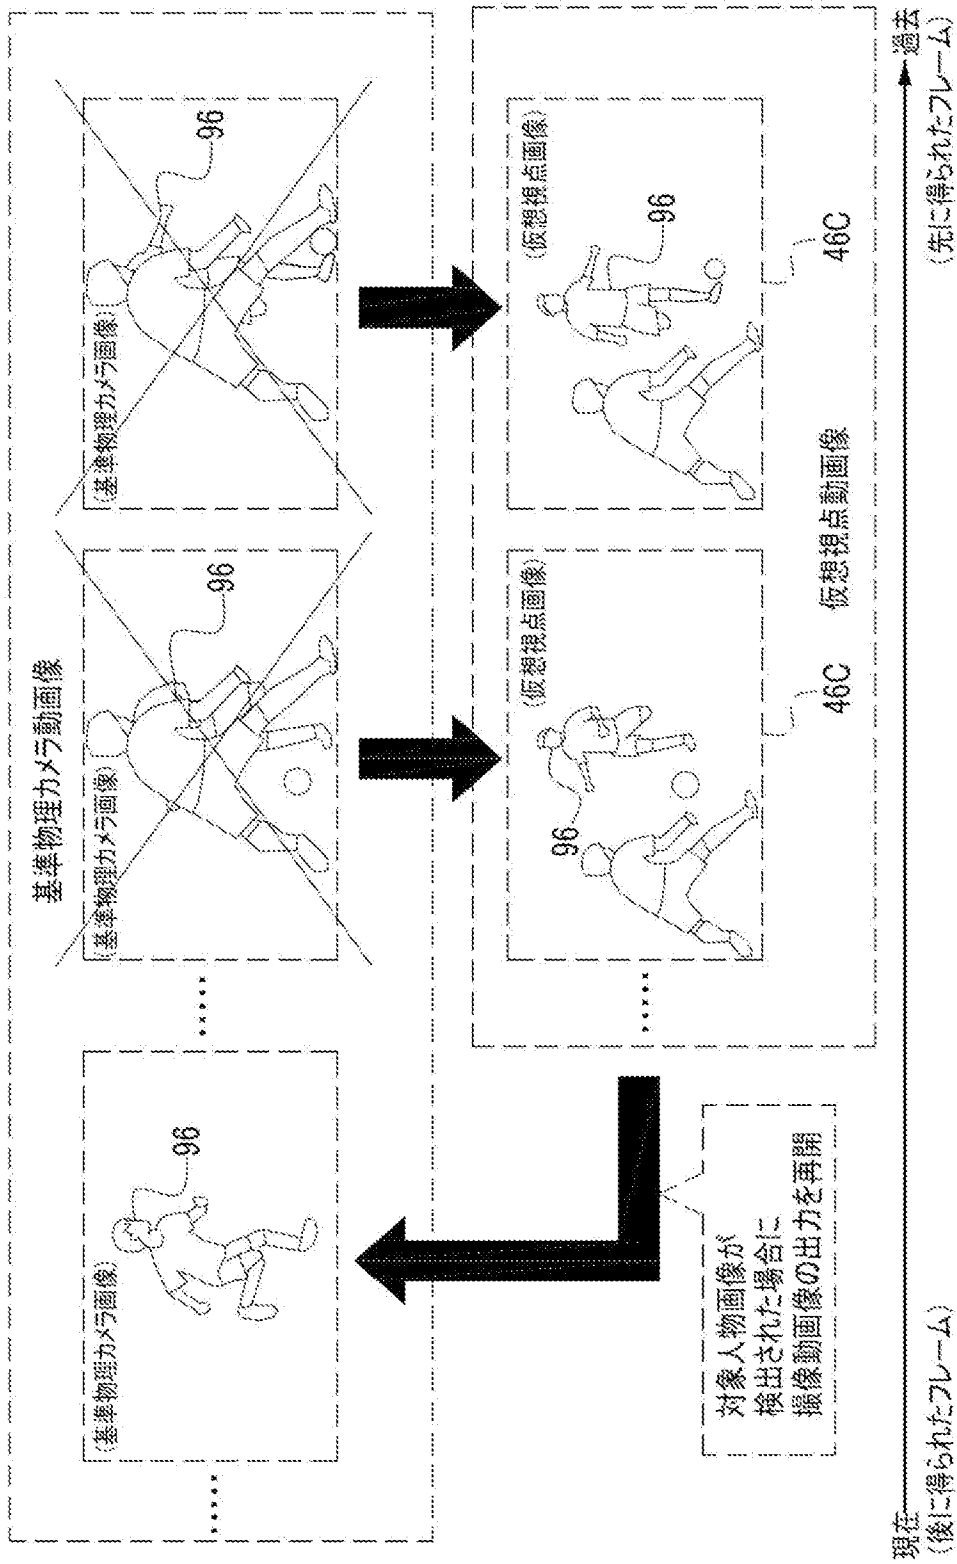 基準物理カメラ動画像
(基準物理カメラ画像)
96
(基準物理カメラ画像)
96
(基準物理カメラ画像)
96
(仮想視点画像)
96
46C
(仮想視点画像)
96
46C
仮想視点動画像
対象人物画像が
検出された場合に
撮像動画像の出力を再開
現在
(後に得られたフレーム)
過去
(先に得られたフレーム)